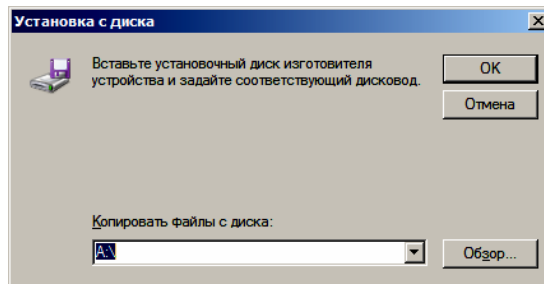 Установка с диска
Вставьте установочный диск изготовителя
устройства и задайте соответствующий дисковод.
OK
Отмена
Копировать файлы с диска:
A:\
Обзор...